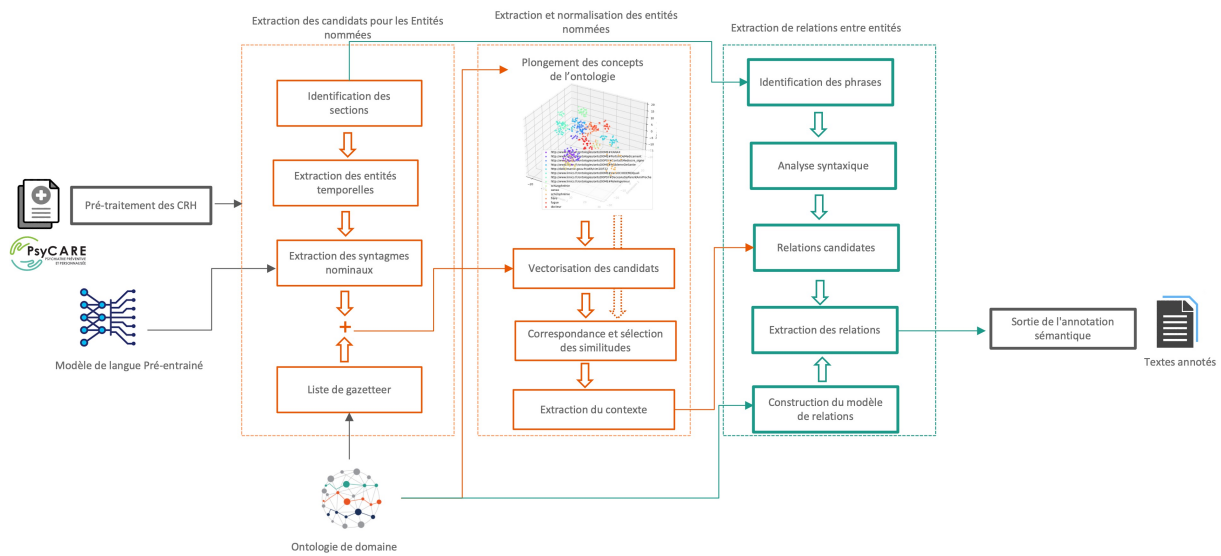 Extraction des candidats pour les Entités
nommées
Extraction et normalisation des entités
nommées
Extraction de relations entre entités
Identification des
sections
Extraction des entités
temporelles
Extraction des syntagmes
nominaux
+
Liste de gazetteer
Pré-traitement des CRH
PsyCARE
PSYCHIATRIE PRÉVENTIVE
ET PERSONNALISÉE
Modèle de langue Pré-entrainé
Ontologie de domaine
Plongement des concepts
de l'ontologie
Vectorisation des candidats
Correspondance et sélection
des similitudes
Extraction du contexte
Identification des phrases
Analyse syntaxique
Relations candidates
Extraction des relations
Construction du modèle
de relations
Sortie de l'annotation
sémantique
Textes annotés